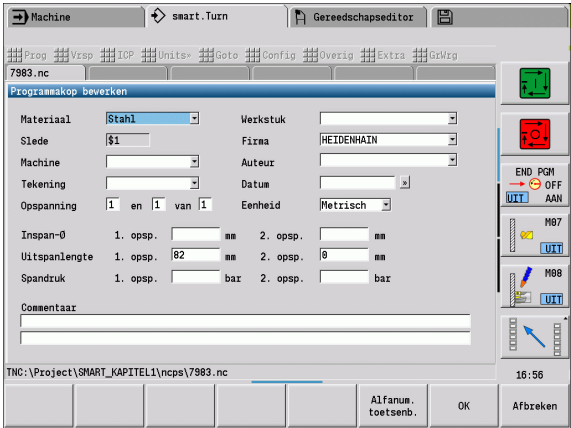 Machine smart.Turn Gereedschapseditor
Prog Vrsp ICP Units» Goto Config Overig Extra GrWrg
7983.nc
Programmakop bewerken
Materiaal Stahl Werkstuk
Slede $1 Firma HEIDENHAIN
Machine Auteur
Tekening Datum »
Opspanning 1 en 1 van 1 Eenheid Metrisch
Inspan-Ø 1. opsp. mm 2. opsp. mm
Uitspanlengte 1. opsp. 82 mm 2. opsp. 0 mm
Spandruk 1. opsp. bar 2. opsp. bar
Commentaar
TNC:\Project\SMART_KAPITEL1\ncps\7983.nc
I
O
END PGM
OFF
UIT AAN
M07
UIT
M08
UIT
16:56
Alfanum.
toetsenb.
OK
Afbreken